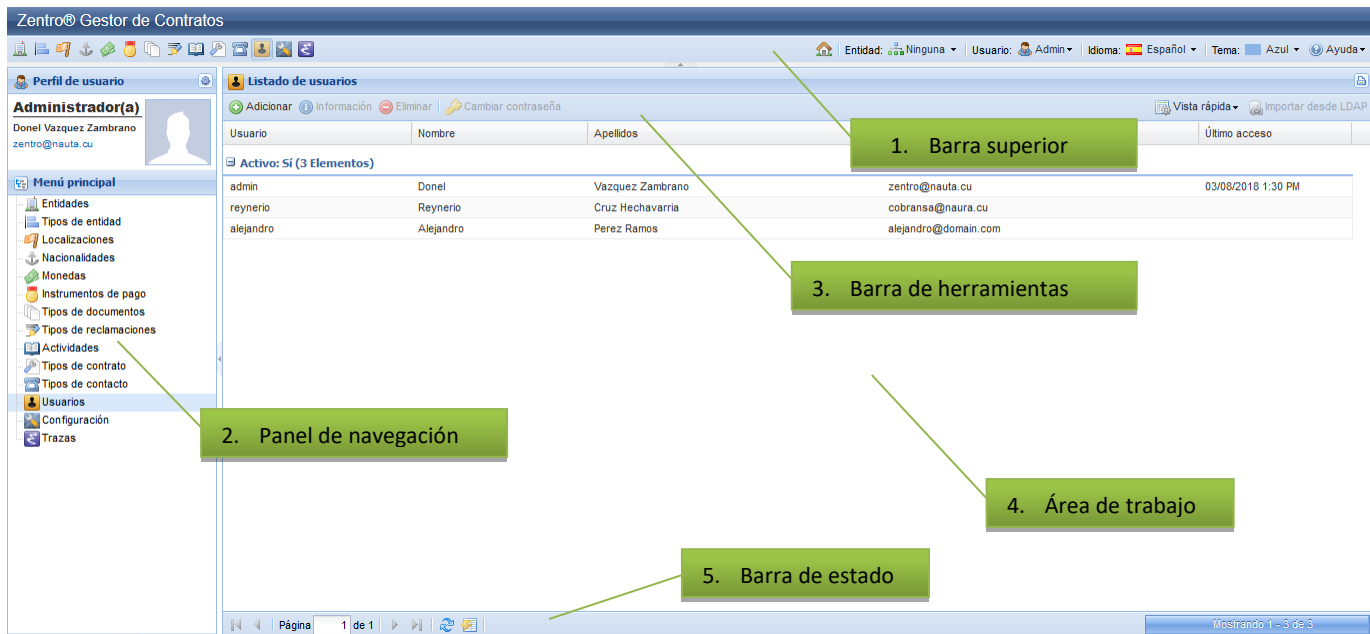 Zentro® Gestor de Contratos
Entidad: Ninguna Usuario: Admin Idioma: Español Tema: Azul Ayuda
Perfil de usuario
Administrador(a)
Donel Vazquez Zambrano
zentro@nauta.cu
Menú principal
Entidades
Tipos de entidad
Localizaciones
Nacionalidades
Monedas
Instrumentos de pago
Tipos de documentos
Tipos de reclamaciones
Actividades
Tipos de contrato
Tipos de contacto
Usuarios
Configuración
Trazas
Listado de usuarios
Adicionar Información Eliminar Cambiar contraseña Vista rápida Importar desde LDAP
Usuario Nombre Apellidos Último acceso
Activo: Sí (3 Elementos)
admin Donel Vazquez Zambrano zentro@nauta.cu 03/08/2018 1:30 PM
reynerio Reynerio Cruz Hechavarria cobransa@naura.cu
alejandro Alejandro Perez Ramos alejandro@domain.com
1. Barra superior
3. Barra de herramientas
2. Panel de navegación
4. Área de trabajo
5. Barra de estado
Página 1 de 1 Mostrando 1 - 3 de 3